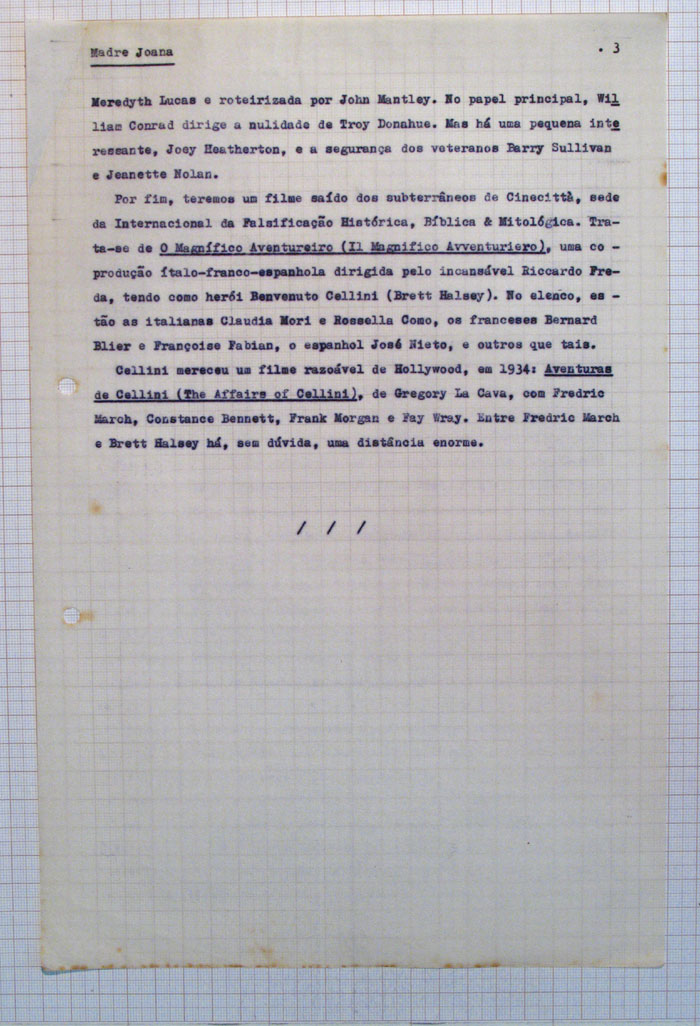 Madre Joana . 3
Meredyth Lucas e roteirizada por John Mantley. No papel principal, Wil
liam Conrad dirige a nulidade de Troy Donahue. Mas há uma pequena inte
ressante, Joey Heatherton, e a segurança dos veteranos Barry Sullivan
e Jeanette Nolan.
Por fim, teremos um filme saído dos subterrâneos de Cinecittà, sede
da Internacional da Falsificação Histórica, Bíblica & Mitológica. Tra-
ta-se de O Magnífico Aventureiro (Il Magnifico Avventuriero), uma co -
produção ítalo-franco-espanhola dirigida pelo incansável Riccardo Fre-
da, tendo como herói Benvenuto Cellini (Brett Halsey). No elenco, es -
tão as italianas Claudia Mori e Rossella Como, os franceses Bernard
Blier e Françoise Fabian, o espanhol José Nieto, e outros que tais.
Cellini mereceu um filme razoável de Hollywood, em 1934: Aventuras
de Cellini (The Affairs of Cellini), de Gregory La Cava, com Fredric
March, Constance Bennett, Frank Morgan e Fay Wray. Entre Fredric March
e Brett Halsey há, sem dúvida, uma distância enorme.
/ / /